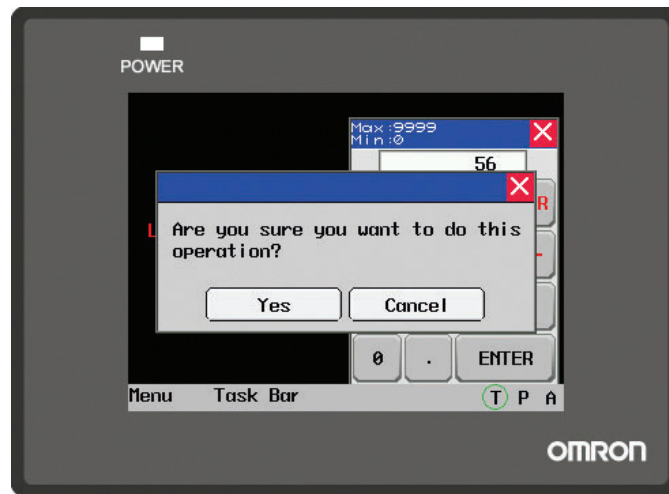 POWER
Max:9999
Min:0
56
R
L
Are you sure you want to do this
operation?
-
Yes
Cancel
0
.
ENTER
Menu
Task Bar
T P A
OMRON